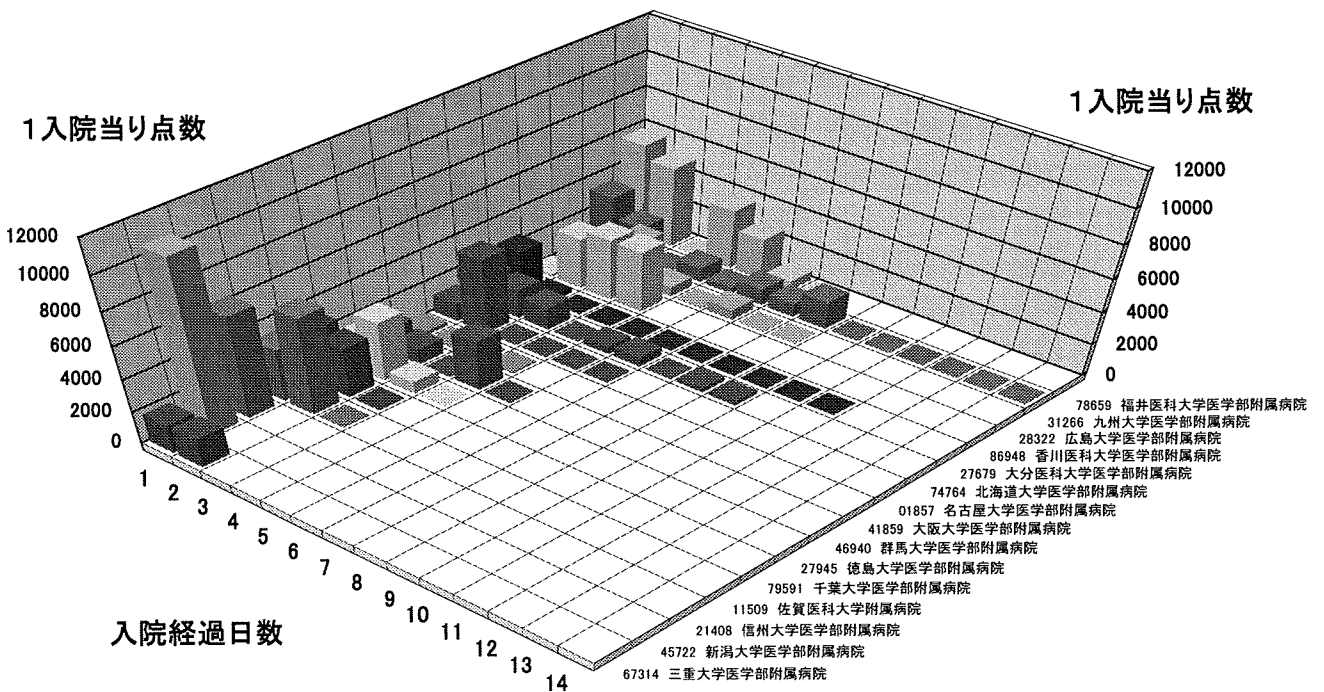 1入院当り点数
12000
10000
8000
6000
4000
2000
0
1入院当り点数
12000
10000
8000
6000
4000
2000
0
1
2
3
4
5
6
7
8
9
10
11
12
13
14
入院経過日数
78659 福井医科大学医学部附属病院
31266 九州大学医学部附属病院
28322 広島大学医学部附属病院
86948 香川医科大学医学部附属病院
27679 大分医科大学医学部附属病院
74764 北海道大学医学部附属病院
01857 名古屋大学医学部附属病院
41859 大阪大学医学部附属病院
46940 群馬大学医学部附属病院
27945 徳島大学医学部附属病院
79591 千葉大学医学部附属病院
11509 佐賀医科大学附属病院
21408 信州大学医学部附属病院
45722 新潟大学医学部附属病院
67314 三重大学医学部附属病院